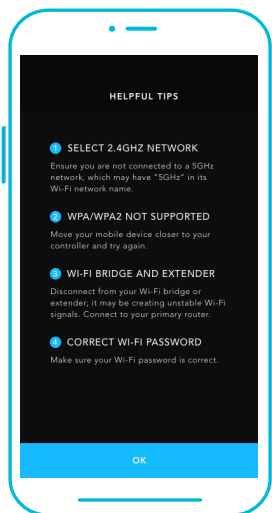 HELPFUL TIPS
1 SELECT 2.4GHZ NETWORK
Ensure you are not connected to a 5GHz
network, which may have “5GHz” in its
Wi-Fi network name.
2 WPA/WPA2 NOT SUPPORTED
Move your mobile device closer to your
controller and try again.
3 WI-FI BRIDGE AND EXTENDER
Disconnect from your Wi-Fi bridge or
extender; it may be creating unstable Wi-Fi
signals. Connect to your primary router.
4 CORRECT WI-FI PASSWORD
Make sure your Wi-Fi password is correct.
OK